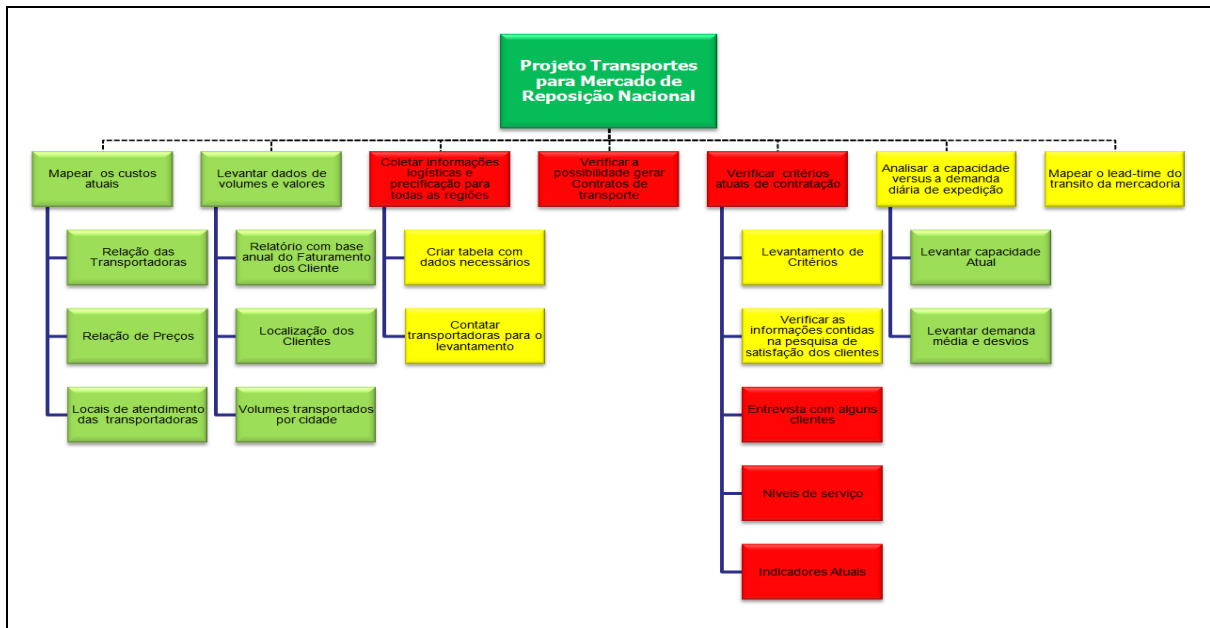 Projeto Transportes
para Mercado de
Reposição Nacional
Mapear os custos
atuais
Levantar dados de
volumes e valores
Coletar informações
logísticas e
precificação para
todas as regiões
Verificar a
possibilidade gerar
Contratos de
transporte
Verificar critérios
atuais de contratação
Analisar a capacidade
versus a demanda
diária de expedição
Mapear o lead-time do
transito da mercadoria
Relação das
Transportadoras
Relatório com base
anual do Faturamento
dos Cliente
Criar tabela com
dados necessários
Levantamento de
Critérios
Levantar capacidade
Atual
Relação de Preços
Localização dos
Clientes
Contatar
transportadoras para o
levantamento
Verificar as
informações contidas
na pesquisa de
satisfação dos clientes
Levantar demanda
média e desvios
Locais de atendimento
das transportadoras
Volumes transportados
por cidade
Entrevista com alguns
clientes
Níveis de serviço
Indicadores Atuais